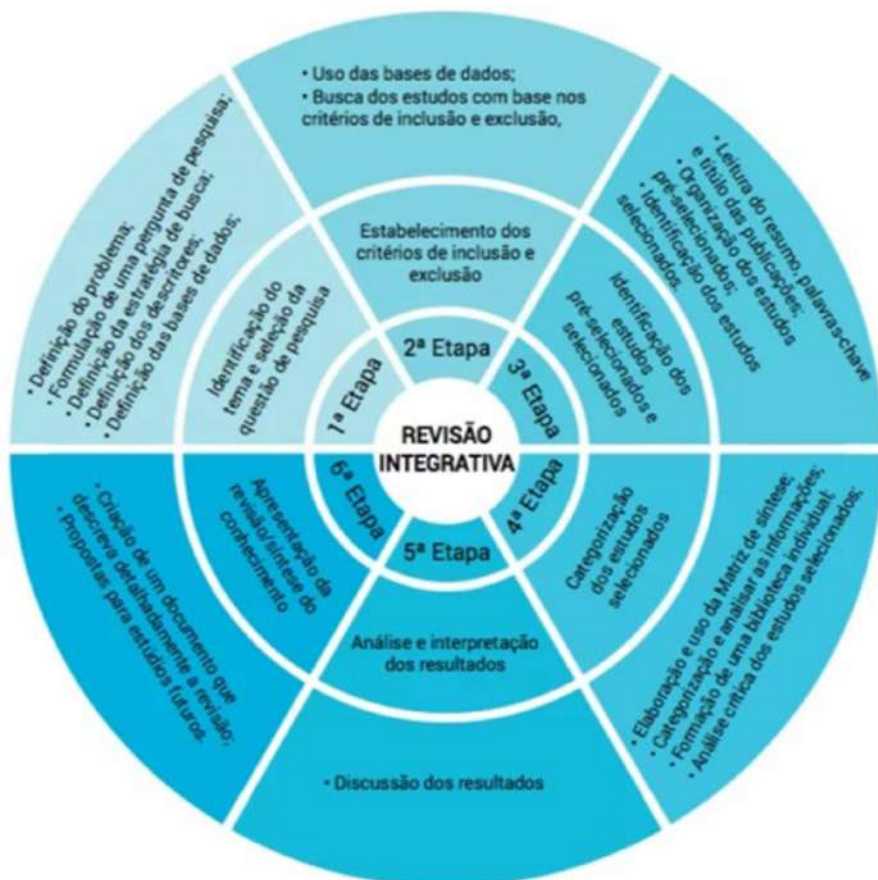 REVISÃO
INTEGRATIVA
1ª Etapa
Identificação do
tema e seleção da
questão de pesquisa
• Definição do problema;
• Formulação de uma pergunta de pesquisa;
• Definição da estratégia de busca;
• Definição dos descritores;
• Definição das bases de dados;
2ª Etapa
Estabelecimento dos
critérios de inclusão e
exclusão
• Uso das bases de dados;
• Busca dos estudos com base nos
critérios de inclusão e exclusão,
3ª Etapa
Identificação dos
estudos
pré-selecionados e
selecionados
• Leitura do resumo, palavras-chave
e titúlo das publicações;
• Organização dos estudos
pré-selecionados;
• Identificação dos estudos
selecionados.
4ª Etapa
Categorização
dos estudos
selecionados
• Elaboração e uso da Matriz de síntese;
• Categorização e analisar as informações;
• Formação de uma biblioteca individual;
• Análise crítica dos estudos selecionados;
5ª Etapa
Análise e interpretação
dos resultados
• Discussão dos resultados
6ª Etapa
Apresentação da
revisão/síntese do
conhecimento
• Criação de um documento que
descreva detalhadamente a revisão;
• Propostas para estúdios futuros.